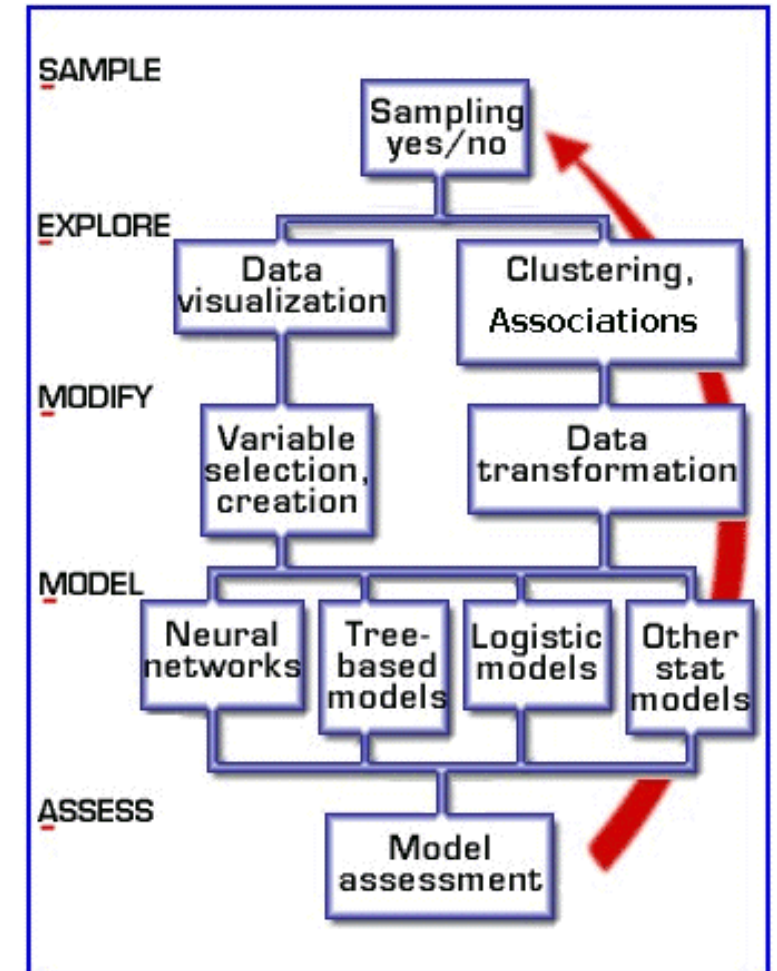 SAMPLE
Sampling
yes/no
EXPLORE
Data
visualization
Clustering,
Associations
MODIFY
Variable
selection,
creation
Data
transformation
MODEL
Neural
networks
Tree-
based
models
Logistic
models
Other
stat
models
ASSESS
Model
assessment